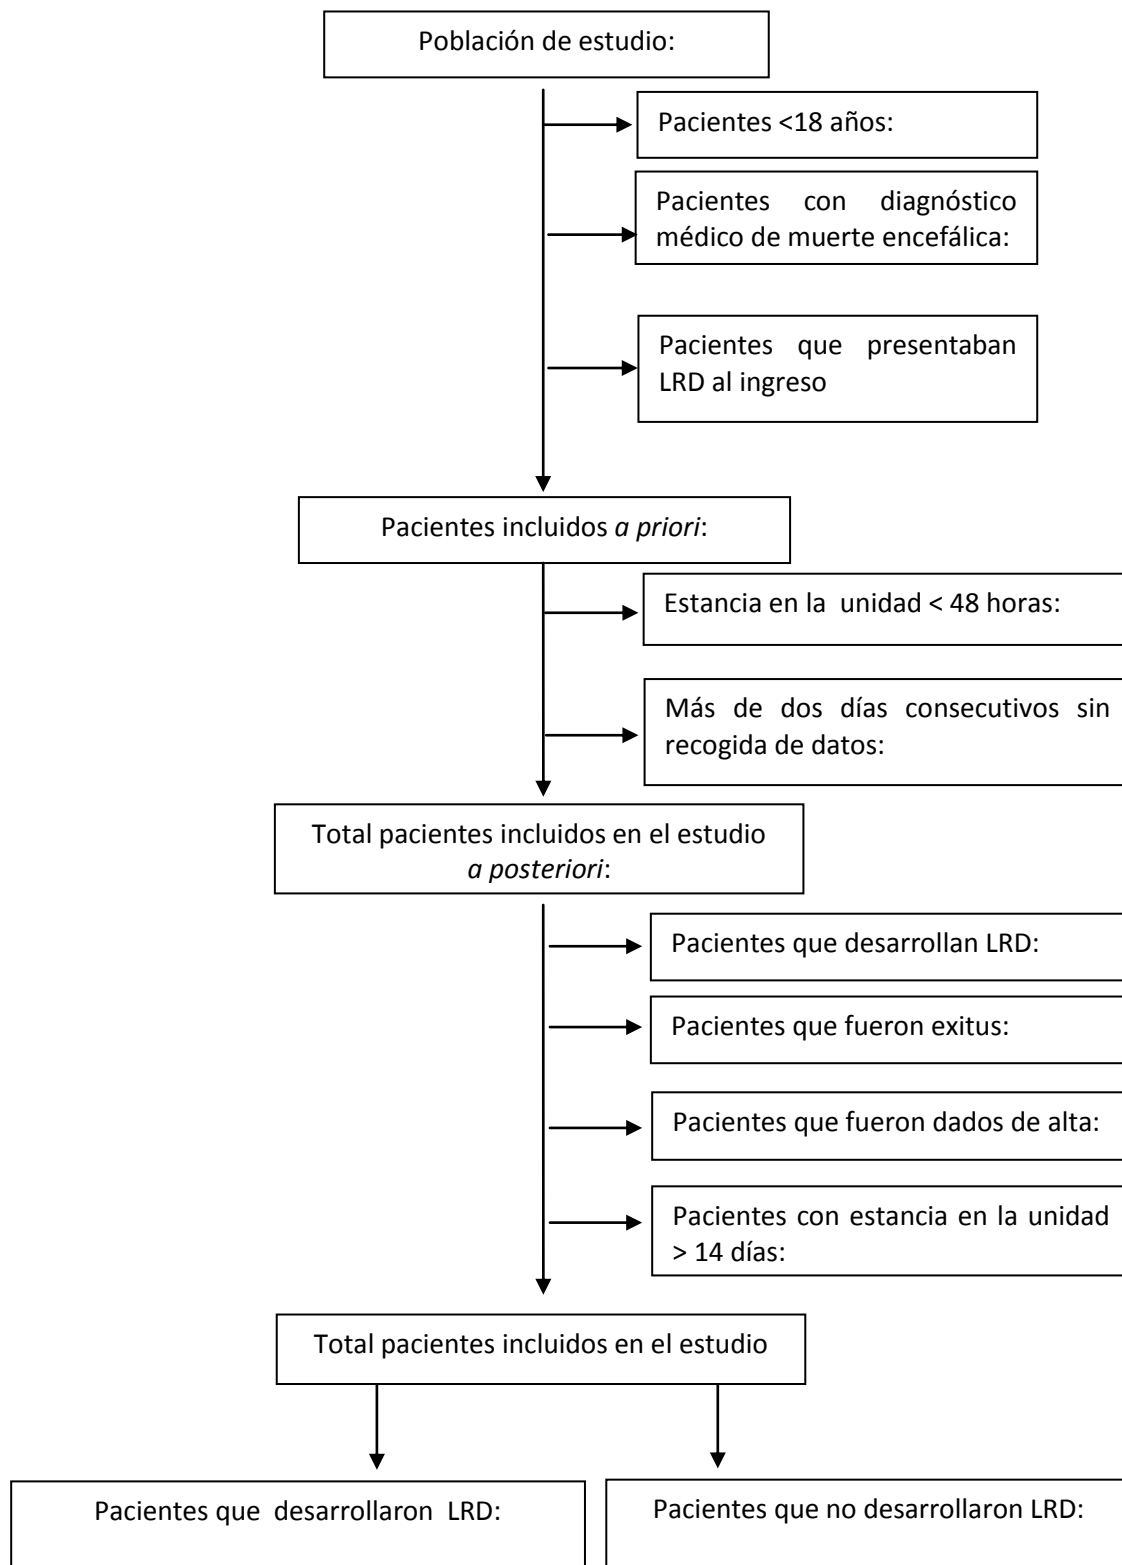 Población de estudio:
Pacientes <18 años:
Pacientes con diagnóstico
médico de muerte encefálica:
Pacientes que presentaban
LRD al ingreso
Pacientes incluidos a priori:
Estancia en la unidad < 48 horas:
Más de dos días consecutivos sin
recogida de datos:
Total pacientes incluidos en el estudio
a posteriori:
Pacientes que desarrollan LRD:
Pacientes que fueron exitus:
Pacientes que fueron dados de alta:
Pacientes con estancia en la unidad
> 14 días:
Total pacientes incluidos en el estudio
Pacientes que desarrollaron LRD:
Pacientes que no desarrollaron LRD: